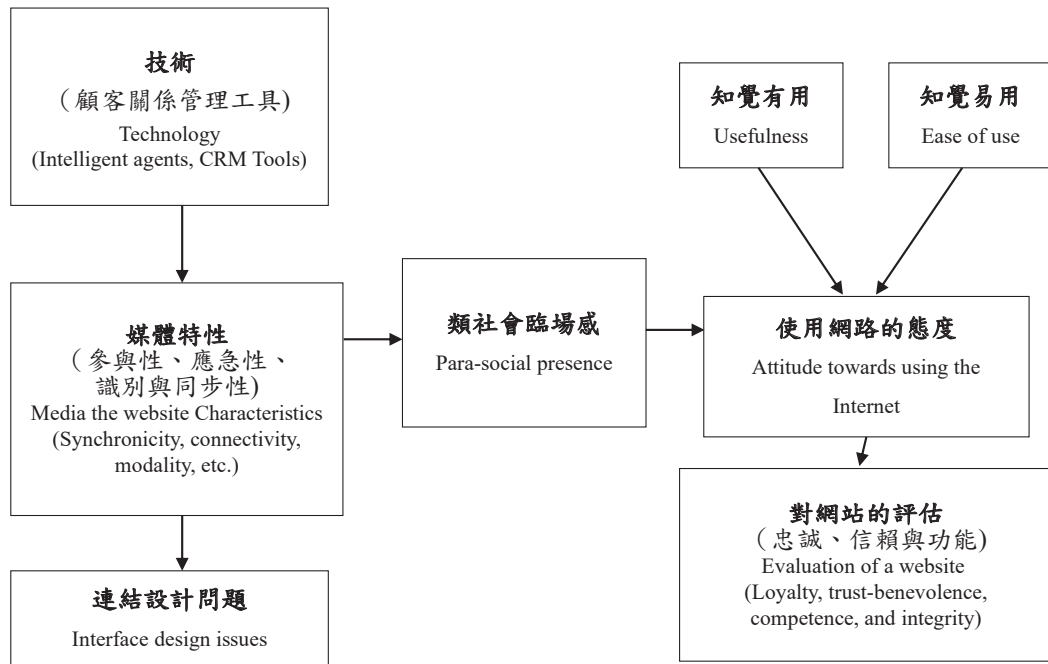 技術
（顧客關係管理工具)
Technology
(Intelligent agents, CRM Tools)
知覺有用
Usefulness
知覺易用
Ease of use
媒體特性
（參與性、應急性、
識別與同步性)
Media the website Characteristics
(Synchronicity, connectivity,
modality, etc.)
類社會臨場感
Para-social presence
使用網路的態度
Attitude towards using the
Internet
連結設計問題
Interface design issues
對網站的評估
（忠誠、信賴與功能)
Evaluation of a website
(Loyalty, trust-benevolence,
competence, and integrity)